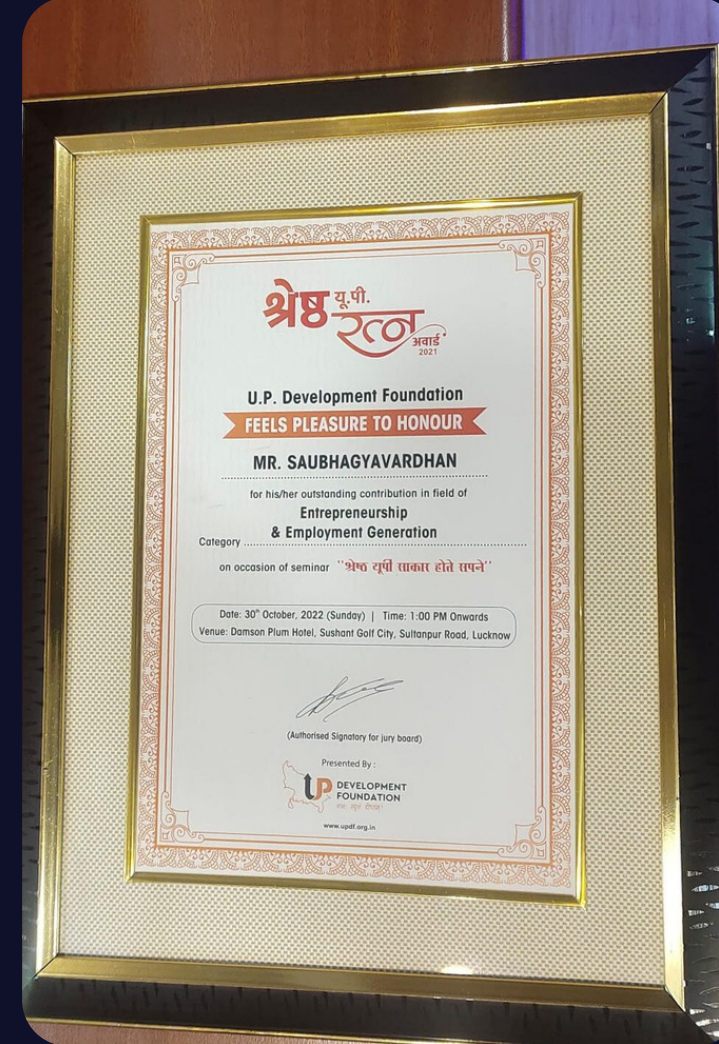 श्रेष्ठ यू.पी.
रत्न
अवार्ड
2021
U.P. Development Foundation
FEELS PLEASURE TO HONOUR
MR. SAUBHAGYAVARDHAN
for his/her outstanding contribution in field of
Entrepreneurship
& Employment Generation
Category
on occasion of seminar "श्रेष्ठ यूपी साकार होते सपने"
Date: 30th October, 2022 (Sunday) | Time: 1:00 PM Onwards
Venue: Damson Plum Hotel, Sushant Golf City, Sultanpur Road, Lucknow
(Authorised Signatory for jury board)
Presented By :
UP DEVELOPMENT
FOUNDATION
www.updf.org.in